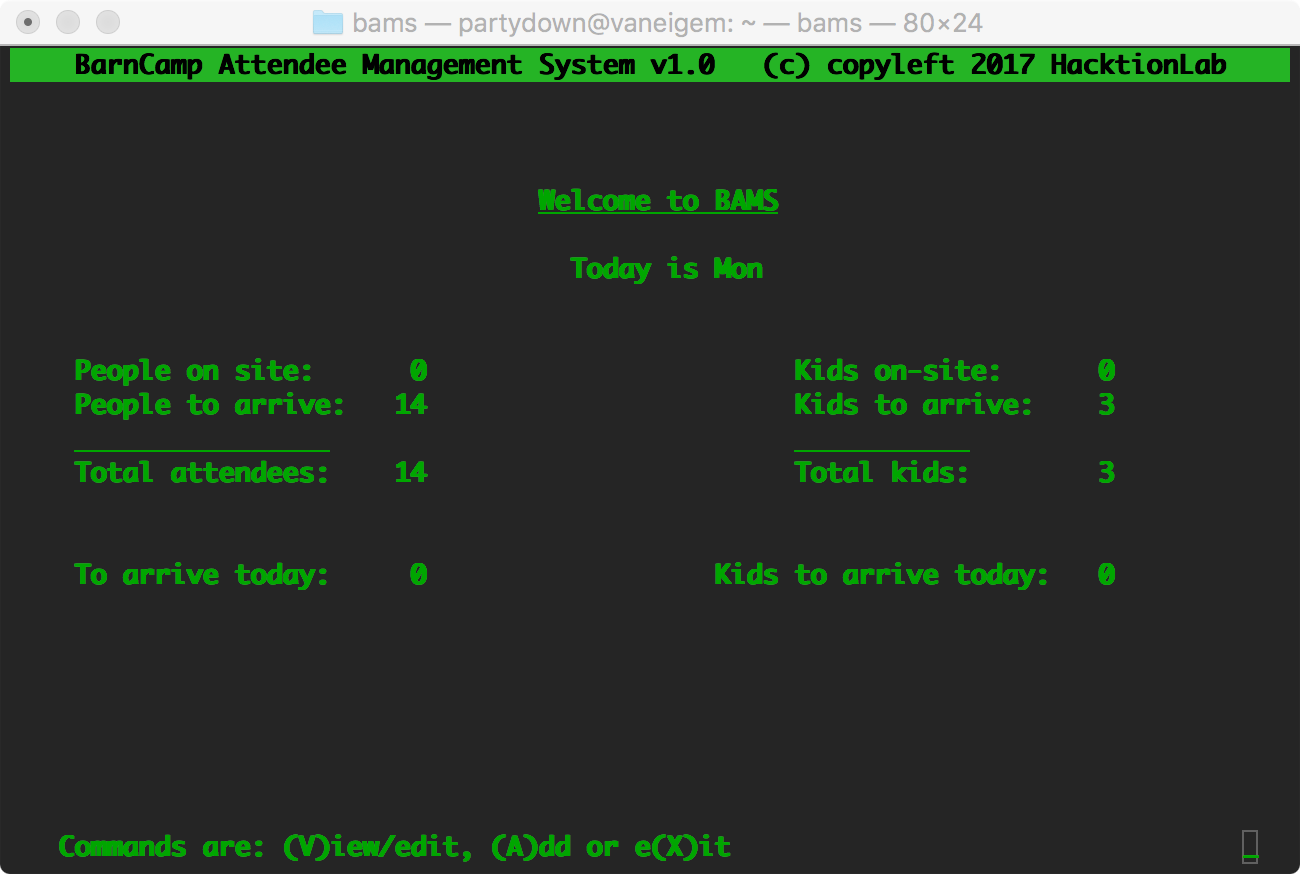 bams — partydown@vaneigem: ~ — bams — 80×24
BarnCamp Attendee Management System v1.0 (c) copyleft 2017 HacktionLab
Welcome to BAMS
Today is Mon
People on site: 0 Kids on-site: 0
People to arrive: 14 Kids to arrive: 3
Total attendees: 14 Total kids: 3
To arrive today: 0 Kids to arrive today: 0
Commands are: (V)iew/edit, (A)dd or e(X)it